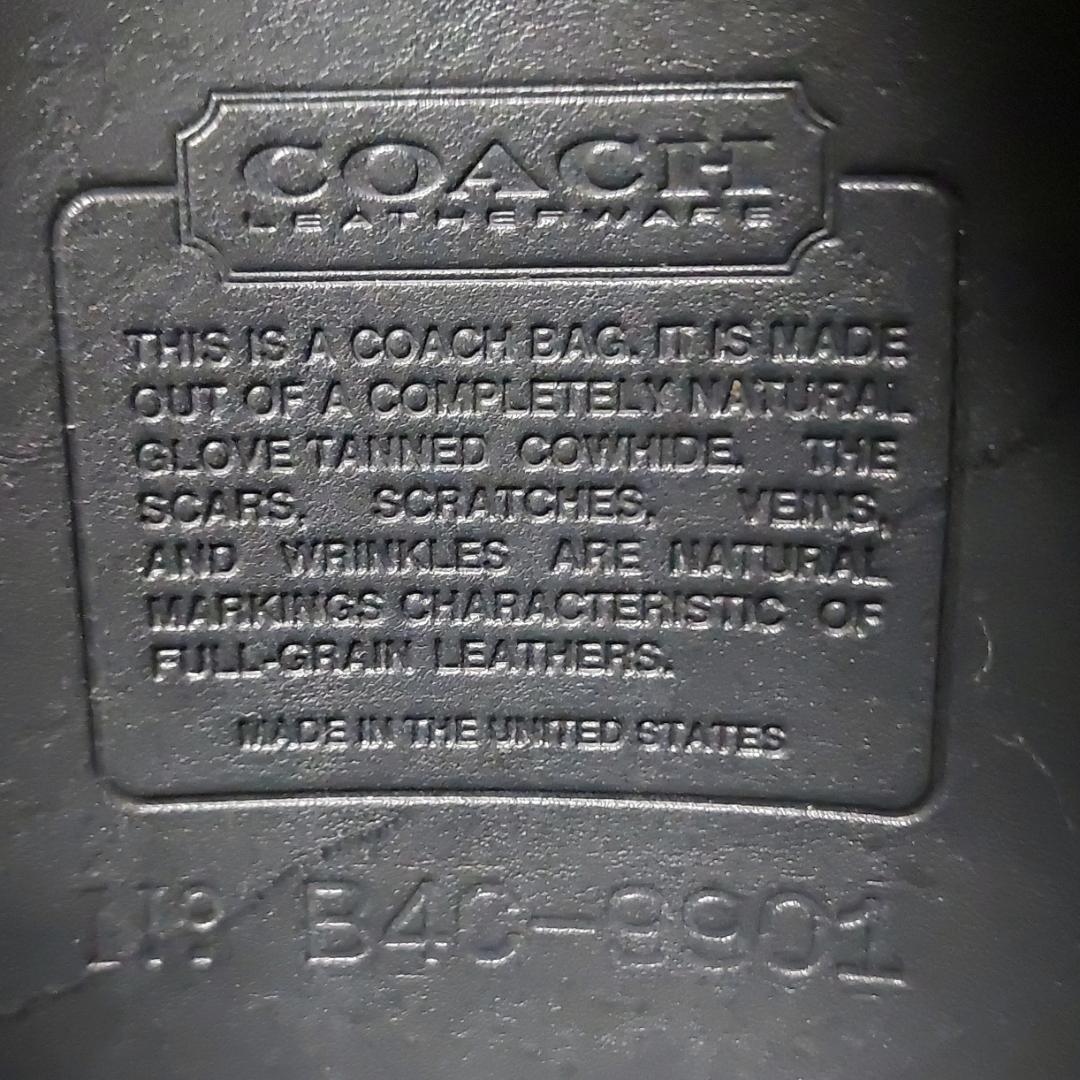 COACH
LEATHERWARE
THIS IS A COACH BAG. IT IS MADE
OUT OF A COMPLETELY NATURAL
GLOVE TANNED COWHIDE. THE
SCARS, SCRATCHES, VEINS,
AND WRINKLES ARE NATURAL
MARKINGS CHARACTERISTIC OF
FULL-GRAIN LEATHERS.
MADE IN THE UNITED STATES
Nº